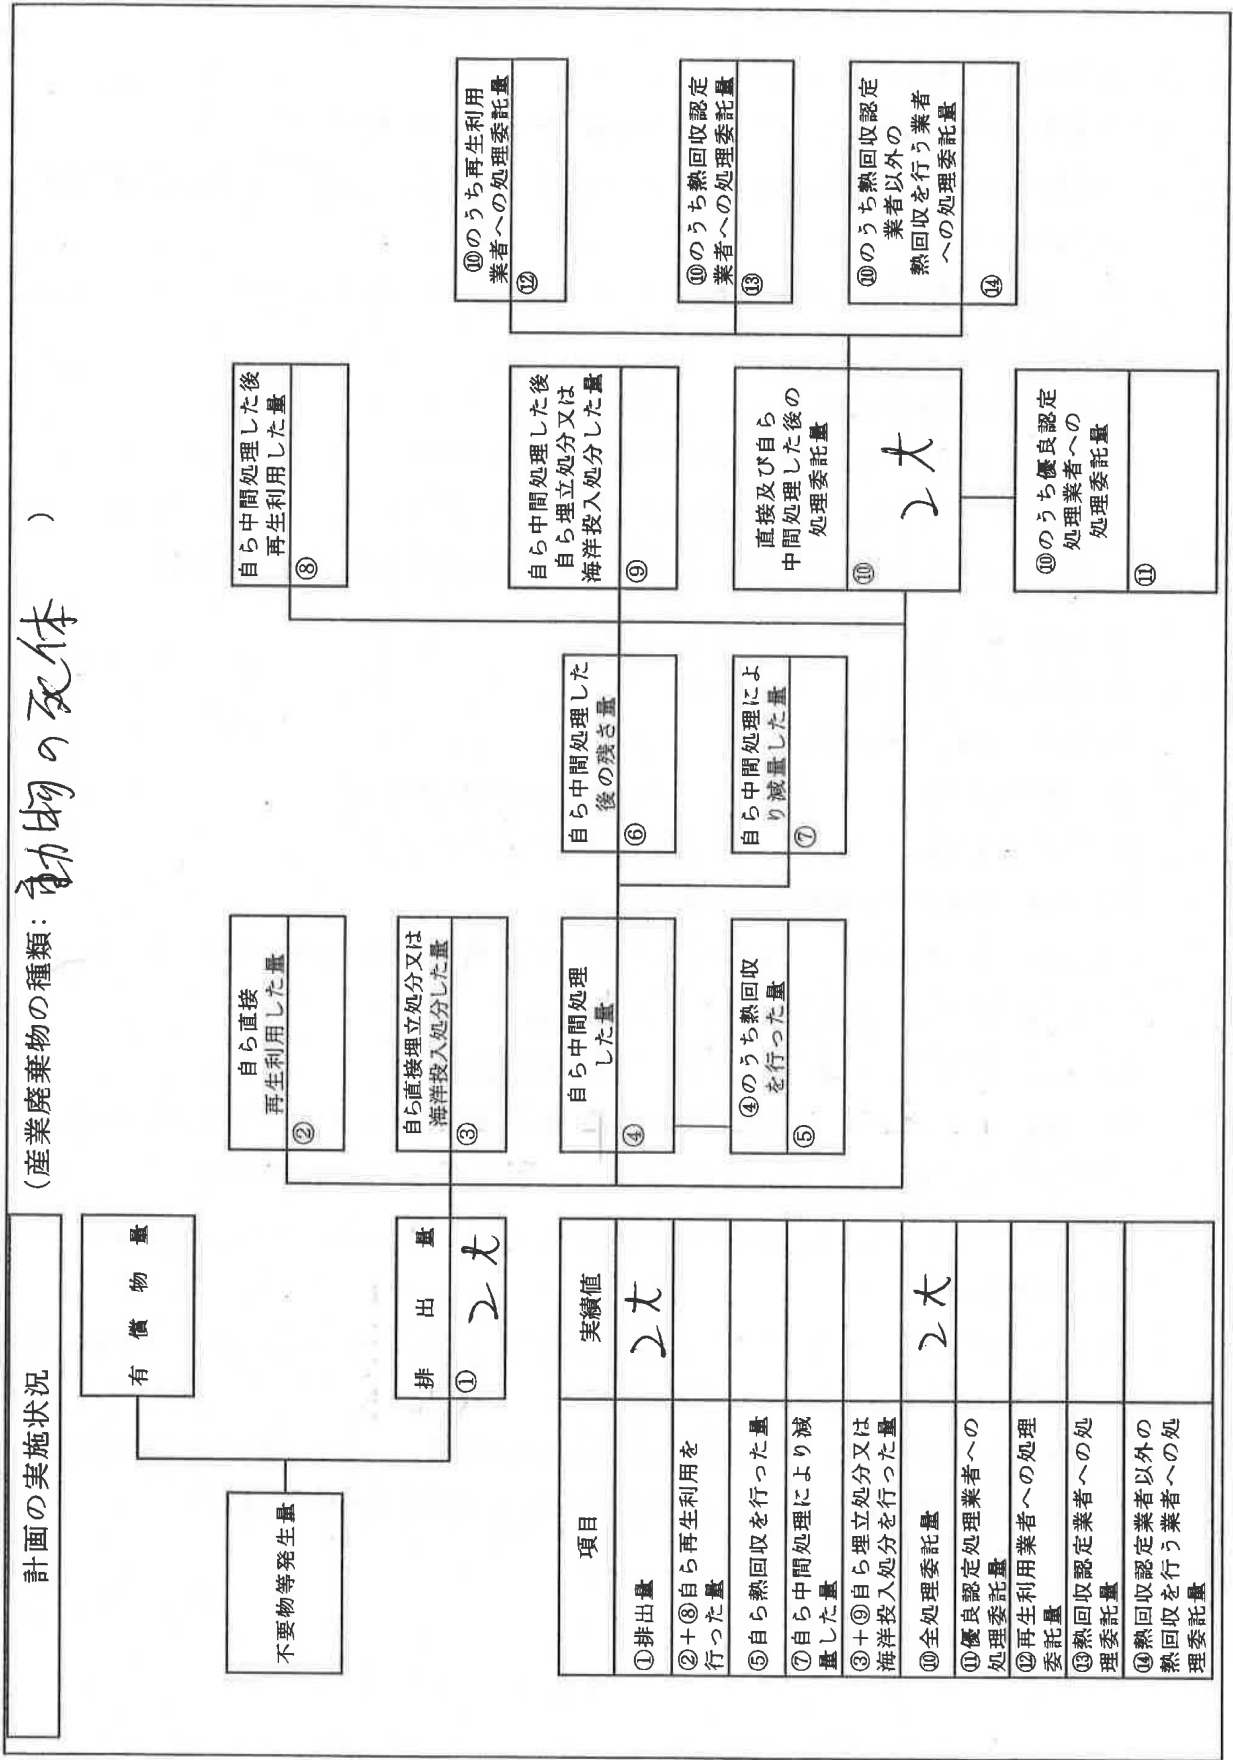 計画の実施状況
（産業廃棄物の種類：動物の死体　）
不要物等発生量
有償物量
排出量
① 2t
自ら直接
再生利用した量
②
自ら直接埋立処分又は
海洋投入処分した量
③
自ら中間処理
した量
④
④のうち熱回収
を行った量
⑤
自ら中間処理した
後の残さ量
⑥
自ら中間処理によ
り減量した量
⑦
自ら中間処理した後
再生利用した量
⑧
自ら中間処理した後
自ら埋立処分又は
海洋投入処分した量
⑨
直接及び自ら
中間処理した後の
処理委託量
⑩
2t
⑩のうち優良認定
処理業者への
処理委託量
⑪
⑩のうち再生利用
業者への処理委託量
⑫
⑩のうち熱回収認定
業者への処理委託量
⑬
⑩のうち熱回収認定
業者以外の
熱回収を行う業者
への処理委託量
⑭
項目 実績値
①排出量 2t
②+⑧自ら再生利用を
行った量
⑤自ら熱回収を行った量
⑦自ら中間処理により減
量した量
③+⑨自ら埋立処分又は
海洋投入処分を行った量
⑩全処理委託量 2t
⑪優良認定処理業者への
処理委託量
⑫再生利用業者への処理
委託量
⑬熱回収認定業者への処
理委託量
⑭熱回収認定業者以外の
熱回収を行う業者への処
理委託量